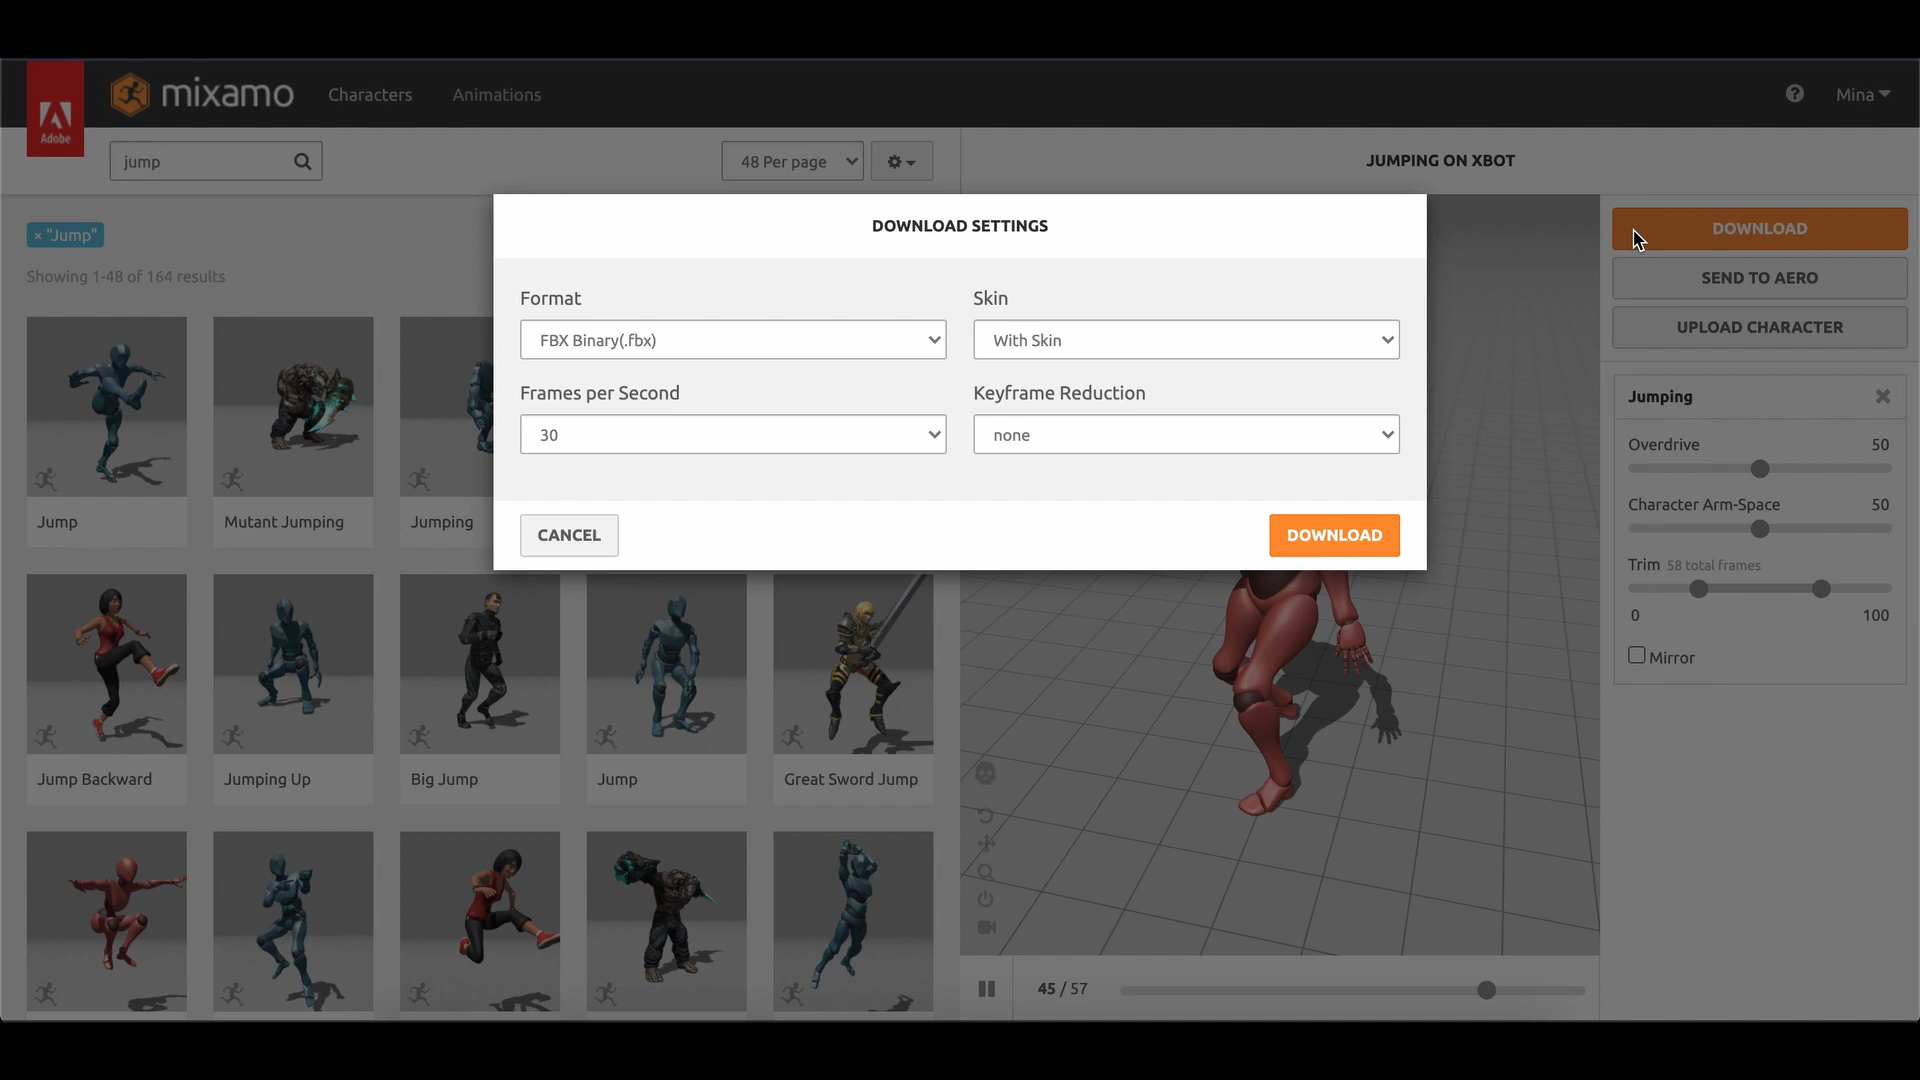 Adobe
mixamo
Characters
Animations
Mina
jump
48 Per page
JUMPING ON XBOT
× "Jump"
Showing 1-48 of 164 results
DOWNLOAD SETTINGS
Format
Skin
FBX Binary(.fbx)
With Skin
Frames per Second
Keyframe Reduction
30
none
CANCEL
DOWNLOAD
DOWNLOAD
SEND TO AERO
UPLOAD CHARACTER
Jumping
Overdrive 50
Character Arm-Space 50
Trim 58 total frames
0 100
Mirror
Jump
Mutant Jumping
Jumping
Jump Backward
Jumping Up
Big Jump
Jump
Great Sword Jump
45 / 57